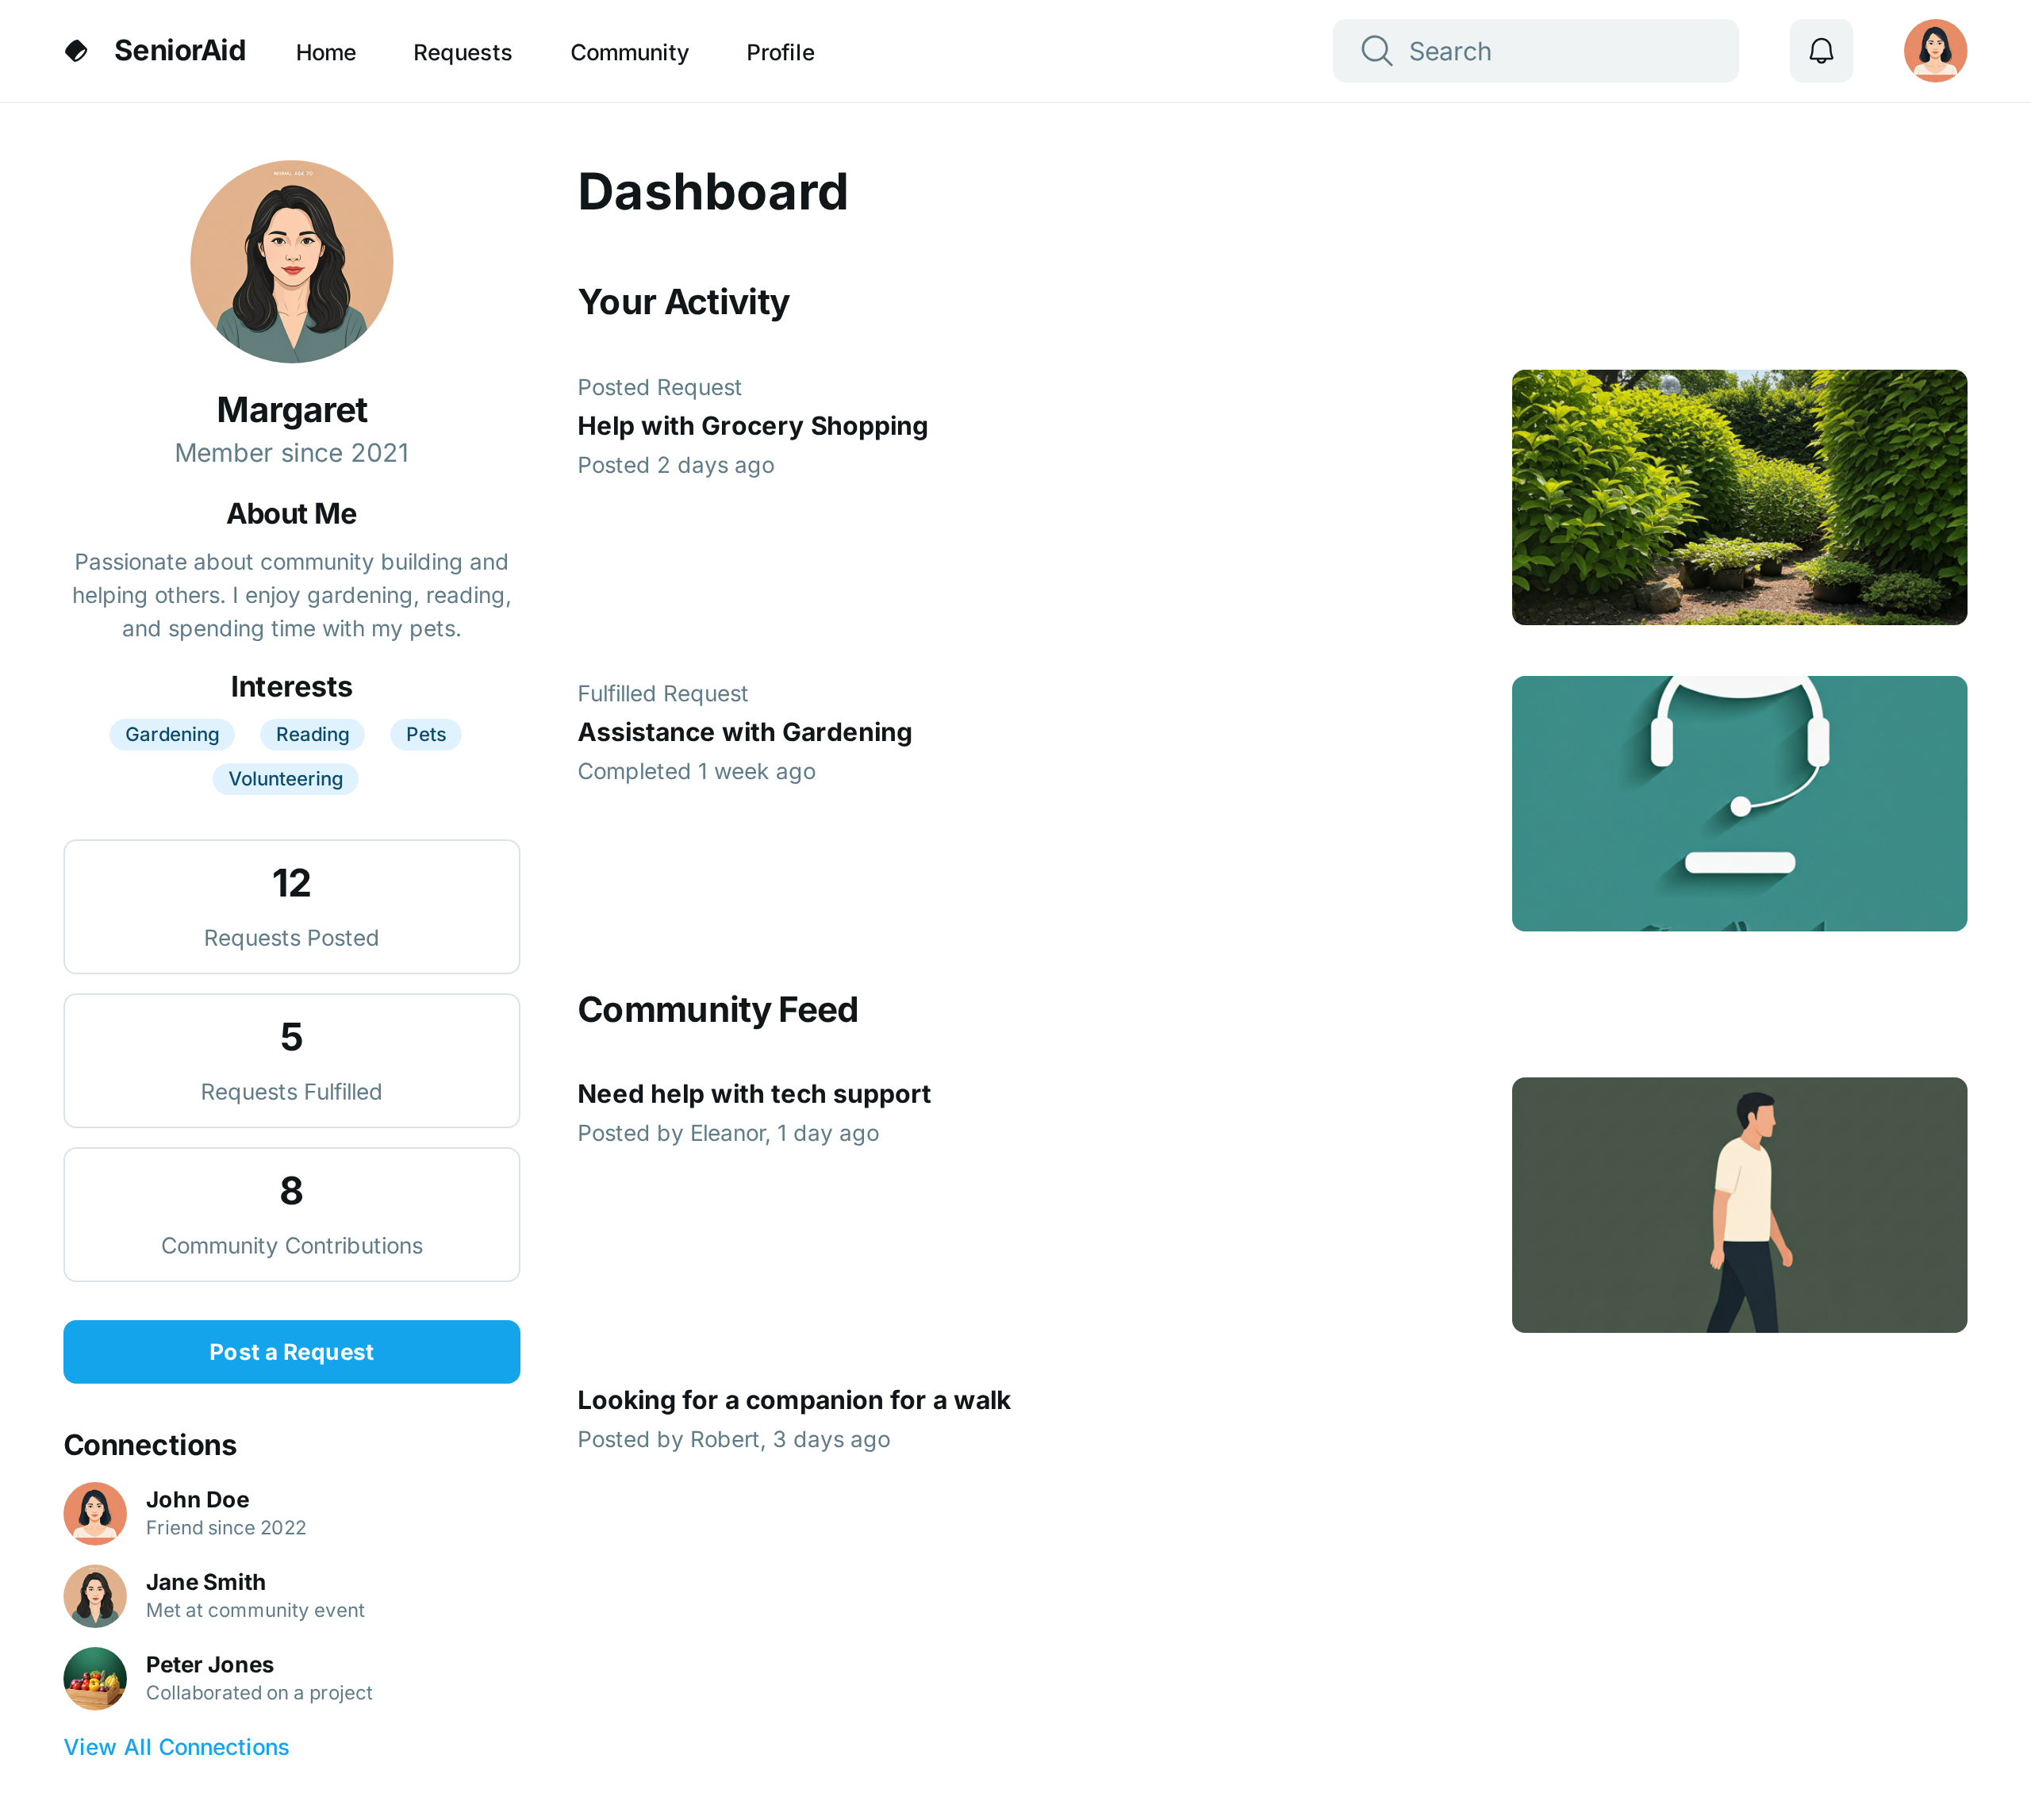 SeniorAid
Home
Requests
Community
Profile
Search
Margaret
Member since 2021
About Me
Passionate about community building and
helping others. I enjoy gardening, reading,
and spending time with my pets.
Interests
Gardening
Reading
Pets
Volunteering
12
Requests Posted
5
Requests Fulfilled
8
Community Contributions
Post a Request
Connections
John Doe
Friend since 2022
Jane Smith
Met at community event
Peter Jones
Collaborated on a project
View All Connections
Dashboard
Your Activity
Posted Request
Help with Grocery Shopping
Posted 2 days ago
Fulfilled Request
Assistance with Gardening
Completed 1 week ago
Community Feed
Need help with tech support
Posted by Eleanor, 1 day ago
Looking for a companion for a walk
Posted by Robert, 3 days ago